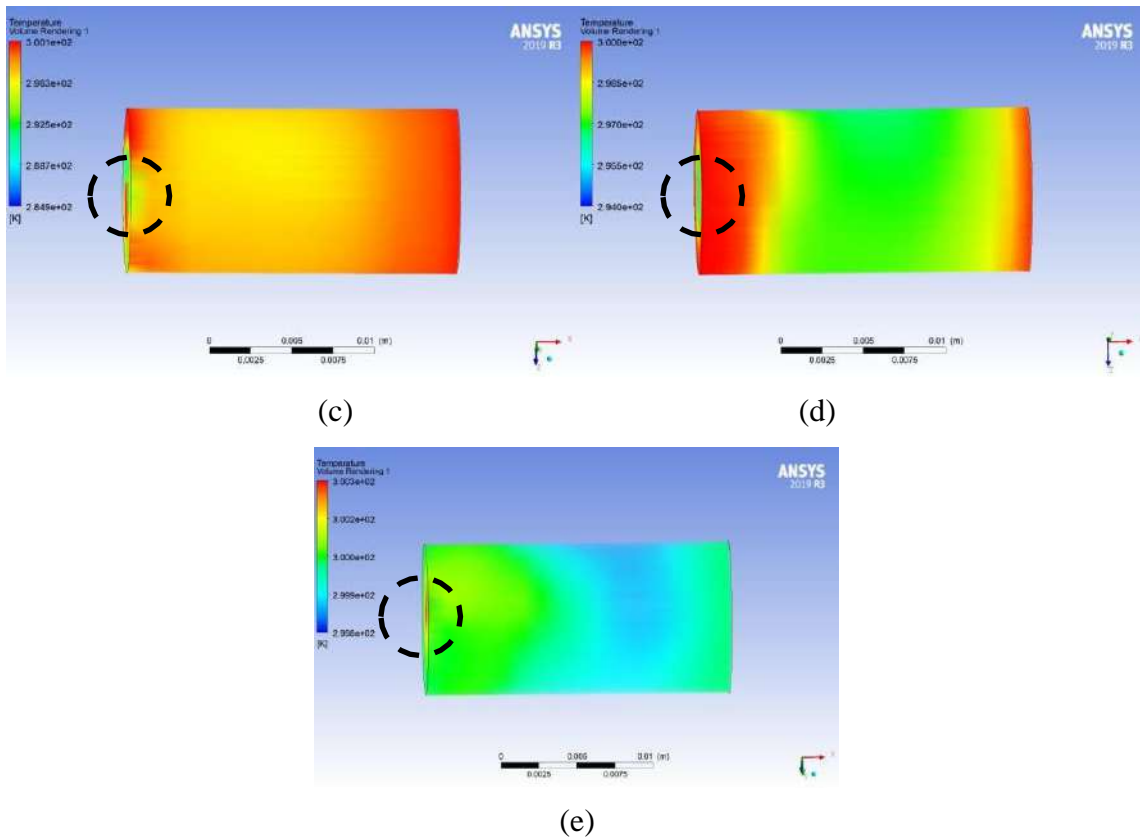 Temperature
Volume Rendering 1
3.001e+02
2.963e+02
2.925e+02
2.887e+02
2.849e+02
[K]
ANSYS
2019 R3
0 0.005 0.01 (m)
0.0025 0.0075
(c)
Temperature
Volume Rendering 1
3.000e+02
2.985e+02
2.970e+02
2.955e+02
2.940e+02
[K]
ANSYS
2019 R3
0 0.005 0.01 (m)
0.0025 0.0075
(d)
Temperature
Volume Rendering 1
3.003e+02
3.002e+02
3.000e+02
2.999e+02
[K]
ANSYS
2019 R3
0 0.005 0.01 (m)
0.0025 0.0075
(e)